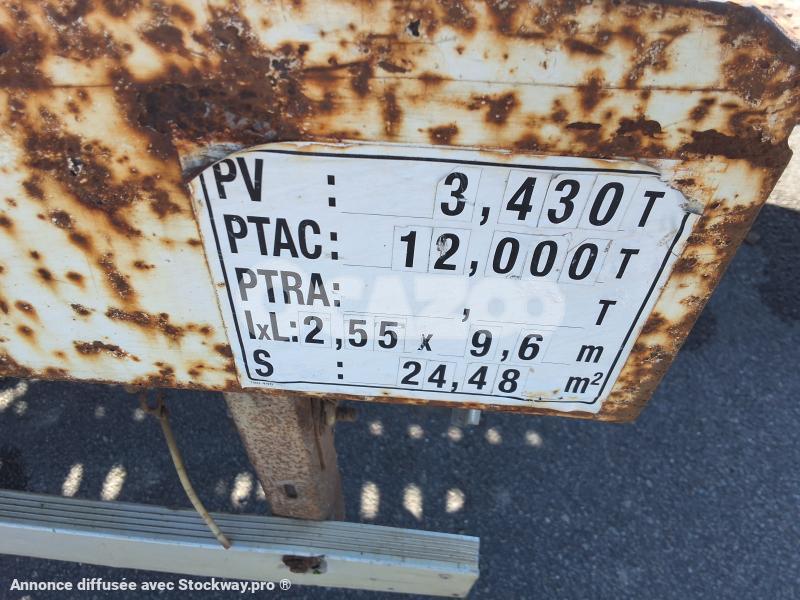 PV : 3,430 T
PTAC: 12,000 T
PTRA: , T
lxL: 2,55 x 9,6 m
S : 24,48 m²
Annonce diffusée avec Stockway.pro ®